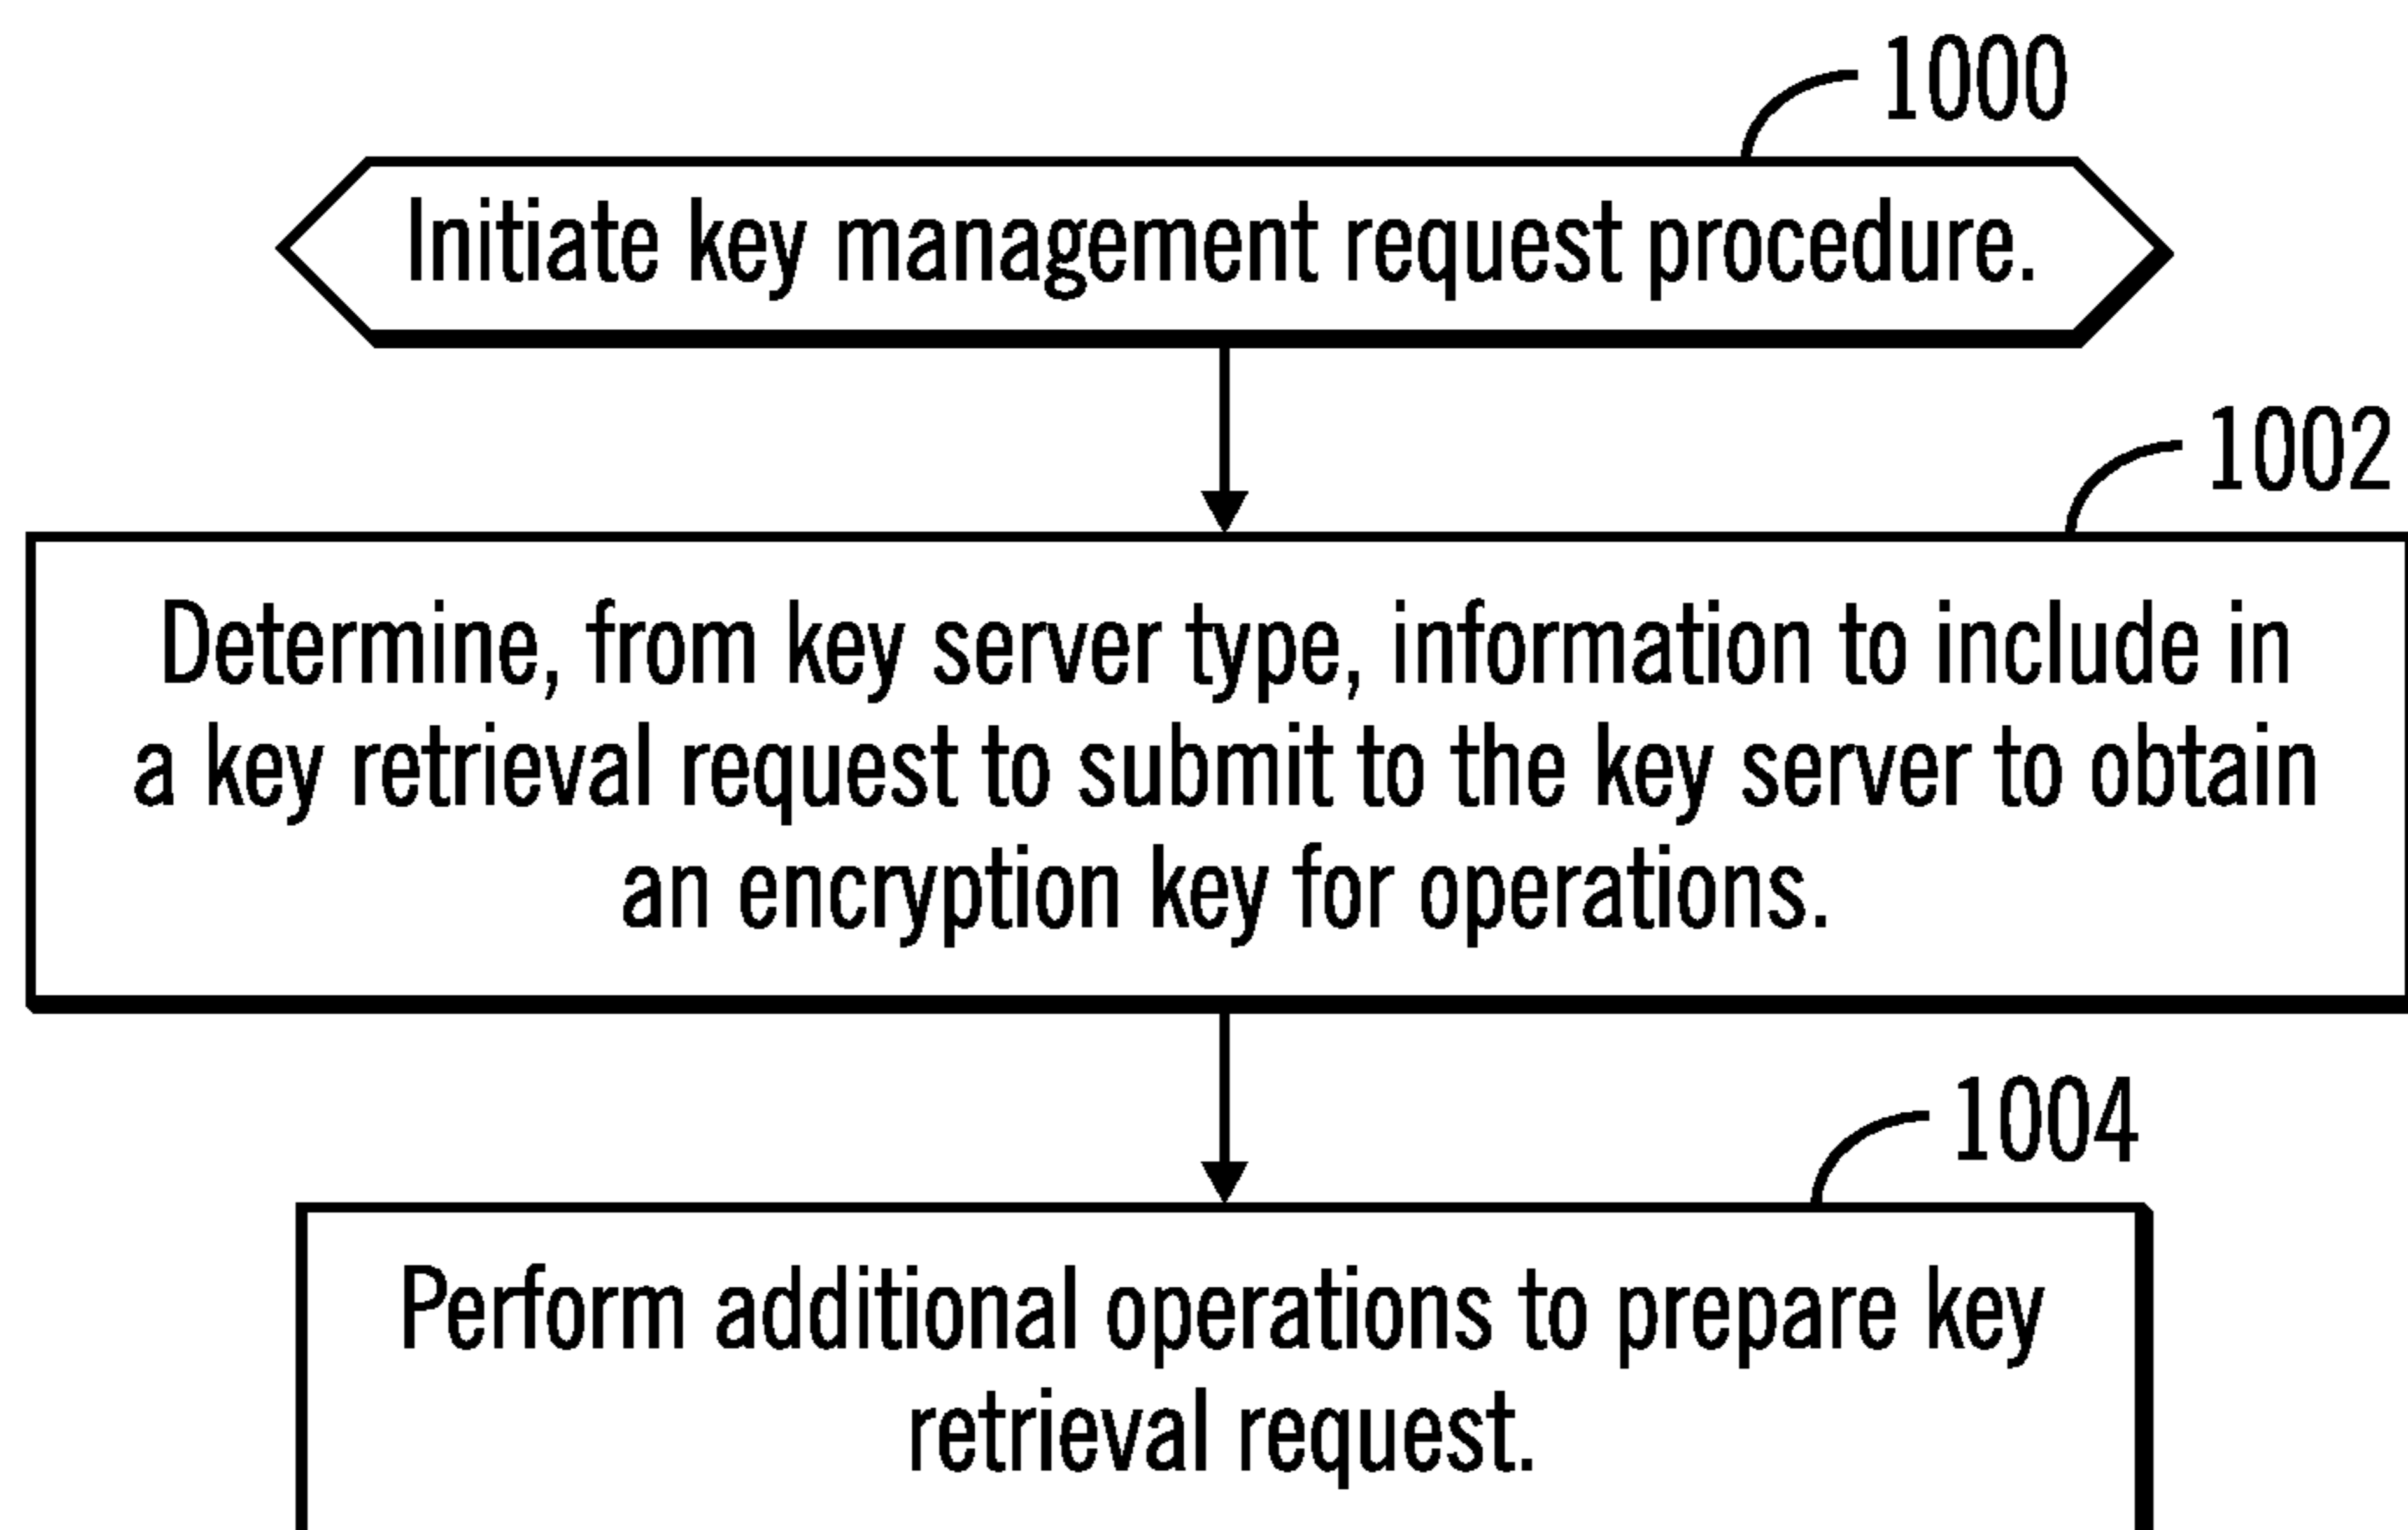 1000
Initiate key management request procedure.
1002
Determine, from key server type, information to include in
a key retrieval request to submit to the key server to obtain
an encryption key for operations.
1004
Perform additional operations to prepare key
retrieval request.